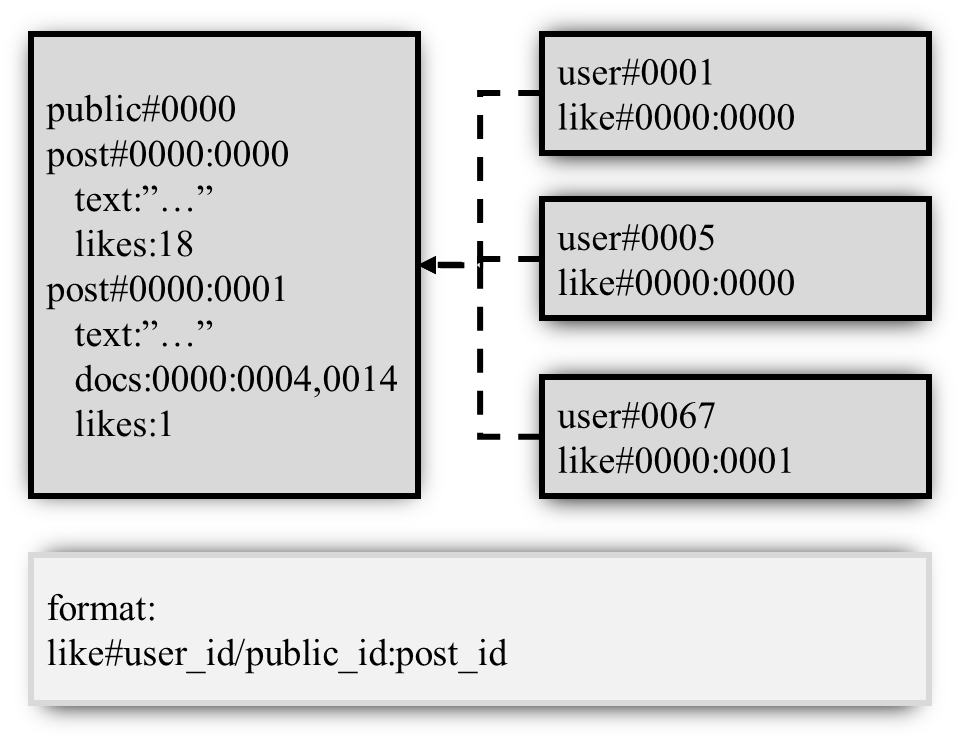 public#0000
post#0000:0000
text:”…”
likes:18
post#0000:0001
text:”…”
docs:0000:0004,0014
likes:1
user#0001
like#0000:0000
user#0005
like#0000:0000
user#0067
like#0000:0001
format:
like#user_id/public_id:post_id